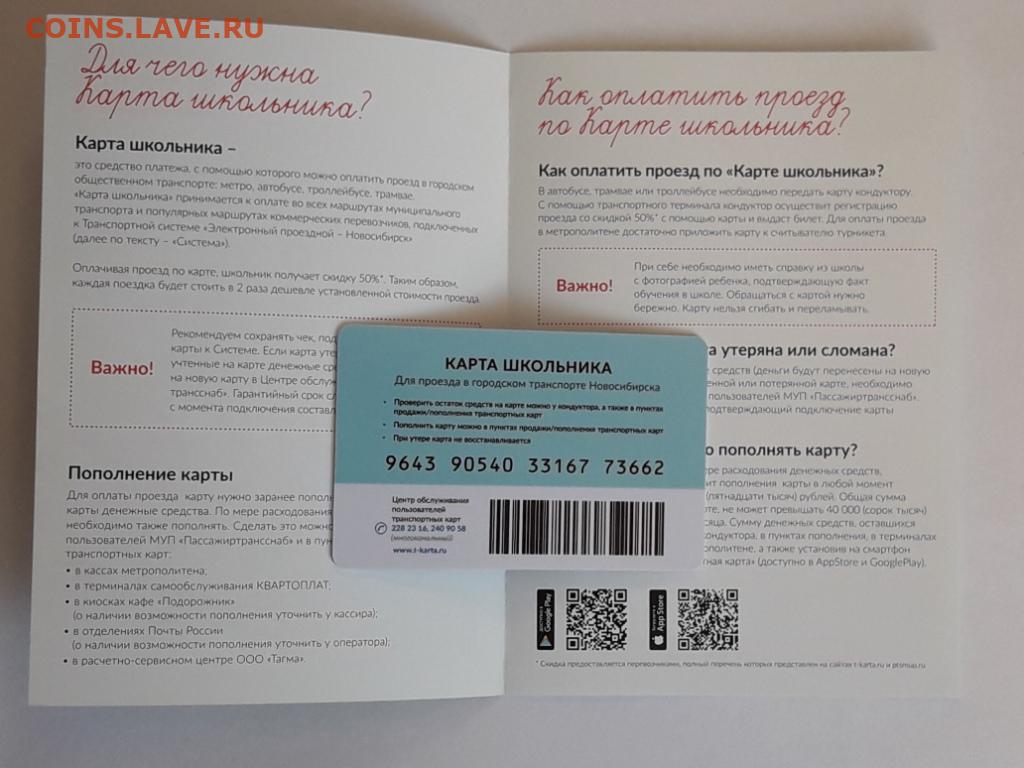 COINS.LAVE.RU
Для чего нужна
Карта школьника?
Карта школьника –
это средство платежа, с помощью которого можно оплатить проезд в городском
общественном транспорте: метро, автобусе, троллейбусе, трамвае.
«Карта школьника» принимается к оплате во всех маршрутах муниципального
транспорта и популярных маршрутах коммерческих перевозчиков, подключенных
к Транспортной системе «Электронный проездной – Новосибирск»
(далее по тексту – «Система»).
Оплачивая проезд по карте, школьник получает скидку 50%*. Таким образом,
каждая поездка будет стоить в 2 раза дешевле установленной стоимости проезда.
Важно!
Рекомендуем сохранять чек, под
карты к Системе. Если карта уте
учтенные на карте денежные сре
на новую карту в Центре обслу
трансснаб». Гарантийный срок с
с момента подключения составл
Пополнение карты
Для оплаты проезда карту нужно заранее попол
карты денежные средства. По мере расходования
необходимо также пополнять. Сделать это можно
пользователей МУП «Пассажиртрансснаб» и в пун
транспортных карт:
• в кассах метрополитена;
• в терминалах самообслуживания КВАРТОПЛАТ;
• в киосках кафе «Подорожник»
(о наличии возможности пополнения уточнить у кассира);
• в отделениях Почты России
(о наличии возможности пополнения уточнить у оператора);
• в расчетно-сервисном центре ООО «Тагма».
Как оплатить проезд
по Карте школьника?
Как оплатить проезд по «Карте школьника»?
В автобусе, трамвае или троллейбусе необходимо передать карту кондуктору.
С помощью транспортного терминала кондуктор осуществит регистрацию
проезда со скидкой 50%* с помощью карты и выдаст билет. Для оплаты проезда
в метрополитене достаточно приложить карту к считывателю турникета.
Важно!
При себе необходимо иметь справку из школы
с фотографией ребенка, подтверждающую факт
обучения в школе. Обращаться с картой нужно
бережно. Карту нельзя сгибать и переламывать.
а утеряна или сломана?
средств (деньги будут перенесены на новую
енной или потерянной карте, необходимо
пользователей МУП «Пассажиртрансснаб».
подтверждающий подключение карты
о пополнять карту?
мере расходования денежных средств,
ит пополнения карты в любой момент
(пятнадцати тысяч) рублей. Общая сумма
те, не может превышать 40 000 (сорок тысяч)
сяца. Сумму денежных средств, оставшихся
кондуктора, в пунктах пополнения, в терминалах
ополитене, а также установив на смартфон
тная карта» (доступно в AppStore и GooglePlay).
ДОСТУПНО В
Google Play
App Store
* Скидка предоставляется перевозчиками, полный перечень которых представлен на сайтах t-karta.ru и ptsmup.ru
КАРТА ШКОЛЬНИКА
Для проезда в городском транспорте Новосибирска
• Проверить остаток средств на карте можно у кондуктора, а также в пунктах
продажи/пополнения транспортных карт
• Пополнить карту можно в пунктах продажи/пополнения транспортных карт
• При утере карта не восстанавливается
9643 90540 33167 73662
Центр обслуживания
пользователей
транспортных карт
228 23 16, 240 90 58
(многоканальный)
www.t-karta.ru